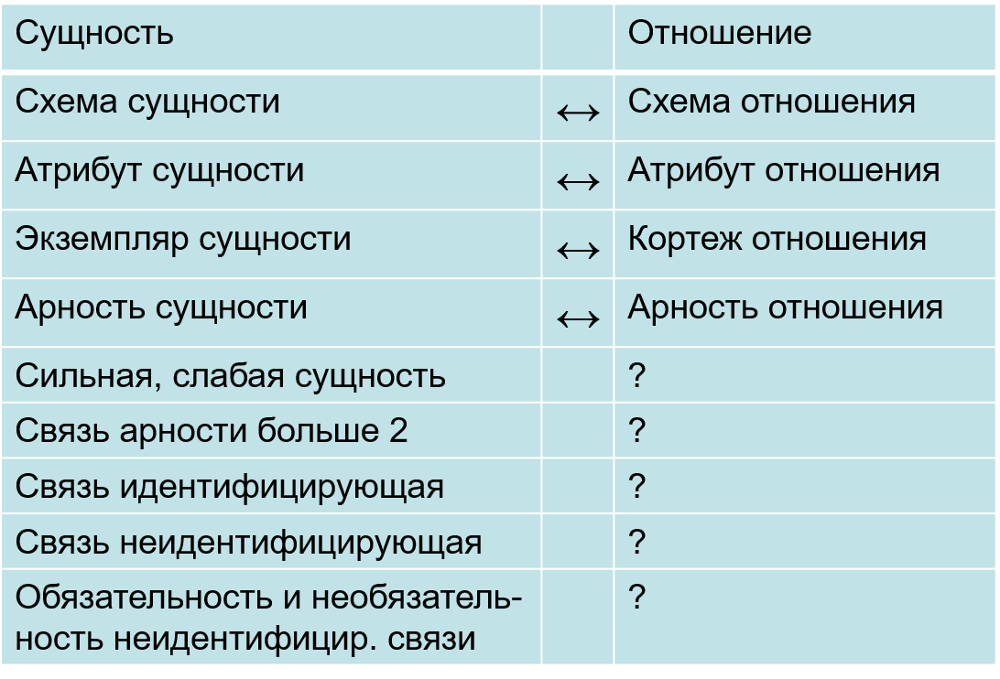 Сущность Отношение
Схема сущности ↔ Схема отношения
Атрибут сущности ↔ Атрибут отношения
Экземпляр сущности ↔ Кортеж отношения
Арность сущности ↔ Арность отношения
Сильная, слабая сущность ?
Связь арности больше 2 ?
Связь идентифицирующая ?
Связь неидентифицирующая ?
Обязательность и необязатель- ?
ность неидентифицир. связи